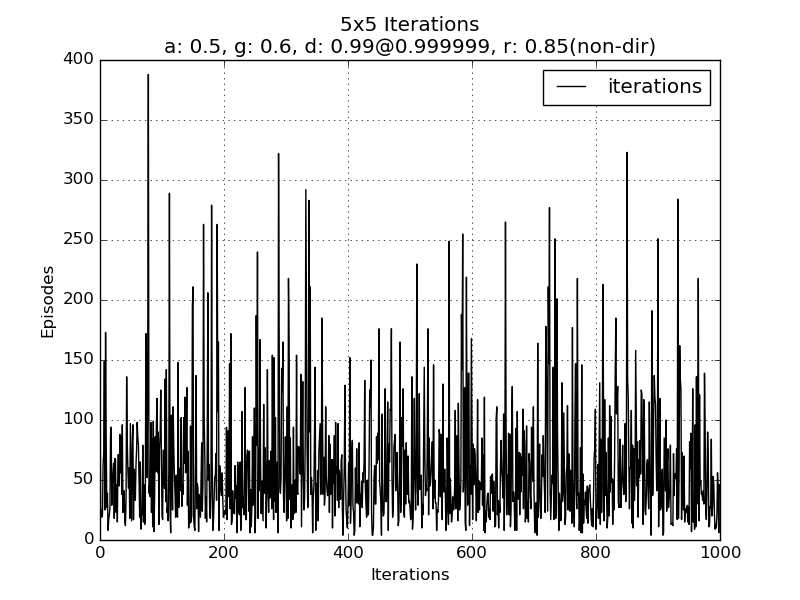 5x5 Iterations
a: 0.5, g: 0.6, d: 0.99@0.999999, r: 0.85(non-dir)
iterations
400
350
300
250
200
150
100
50
0
Episodes
0 200 400 600 800 1000
Iterations